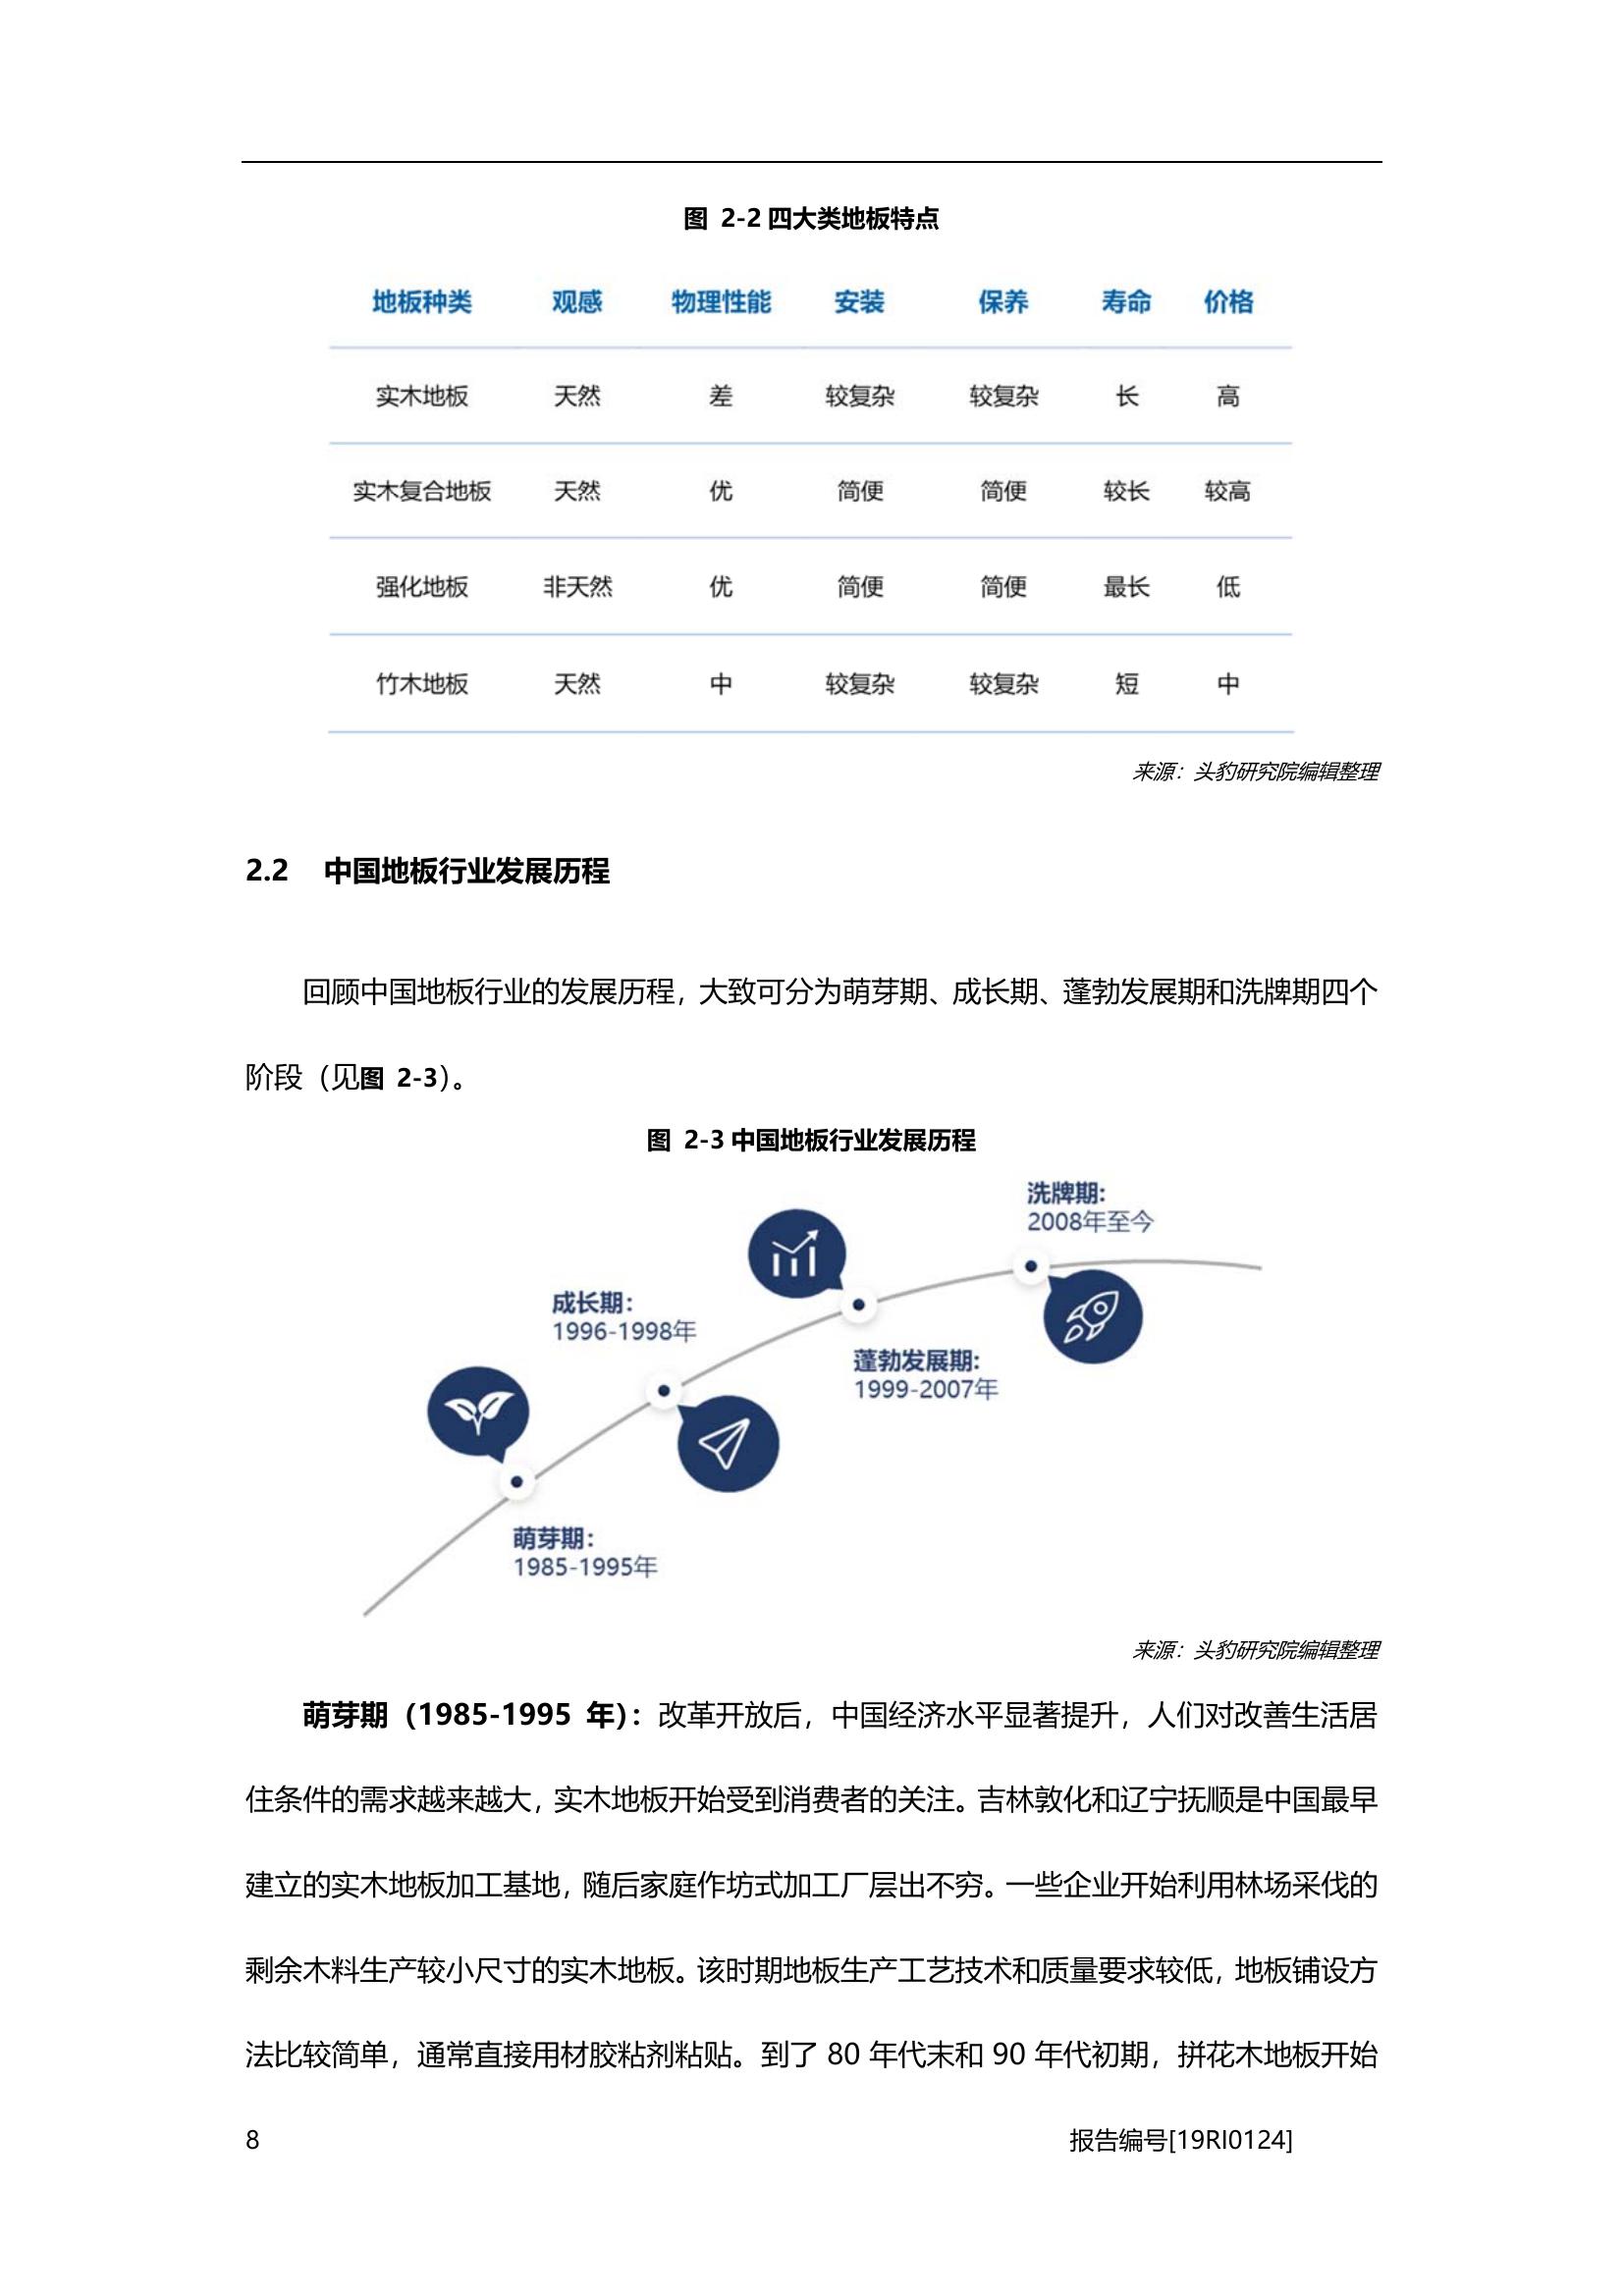 图 2-2 四大类地板特点
地板种类 观感 物理性能 安装 保养 寿命 价格
实木地板 天然 差 较复杂 较复杂 长 高
实木复合地板 天然 优 简便 简便 较长 较高
强化地板 非天然 优 简便 简便 最长 低
竹木地板 天然 中 较复杂 较复杂 短 中
来源：头豹研究院编辑整理
2.2 中国地板行业发展历程
回顾中国地板行业的发展历程，大致可分为萌芽期、成长期、蓬勃发展期和洗牌期四个
阶段（见图 2-3）。
图 2-3 中国地板行业发展历程
洗牌期:
2008年至今
成长期:
1996-1998年
蓬勃发展期:
1999-2007年
萌芽期:
1985-1995年
来源：头豹研究院编辑整理
萌芽期（1985-1995 年）：改革开放后，中国经济水平显著提升，人们对改善生活居
住条件的需求越来越大，实木地板开始受到消费者的关注。吉林敦化和辽宁抚顺是中国最早
建立的实木地板加工基地，随后家庭作坊式加工厂层出不穷。一些企业开始利用林场采伐的
剩余木料生产较小尺寸的实木地板。该时期地板生产工艺技术和质量要求较低，地板铺设方
法比较简单，通常直接用材胶粘剂粘贴。到了 80 年代末和 90 年代初期，拼花木地板开始
8 报告编号[19RI0124]